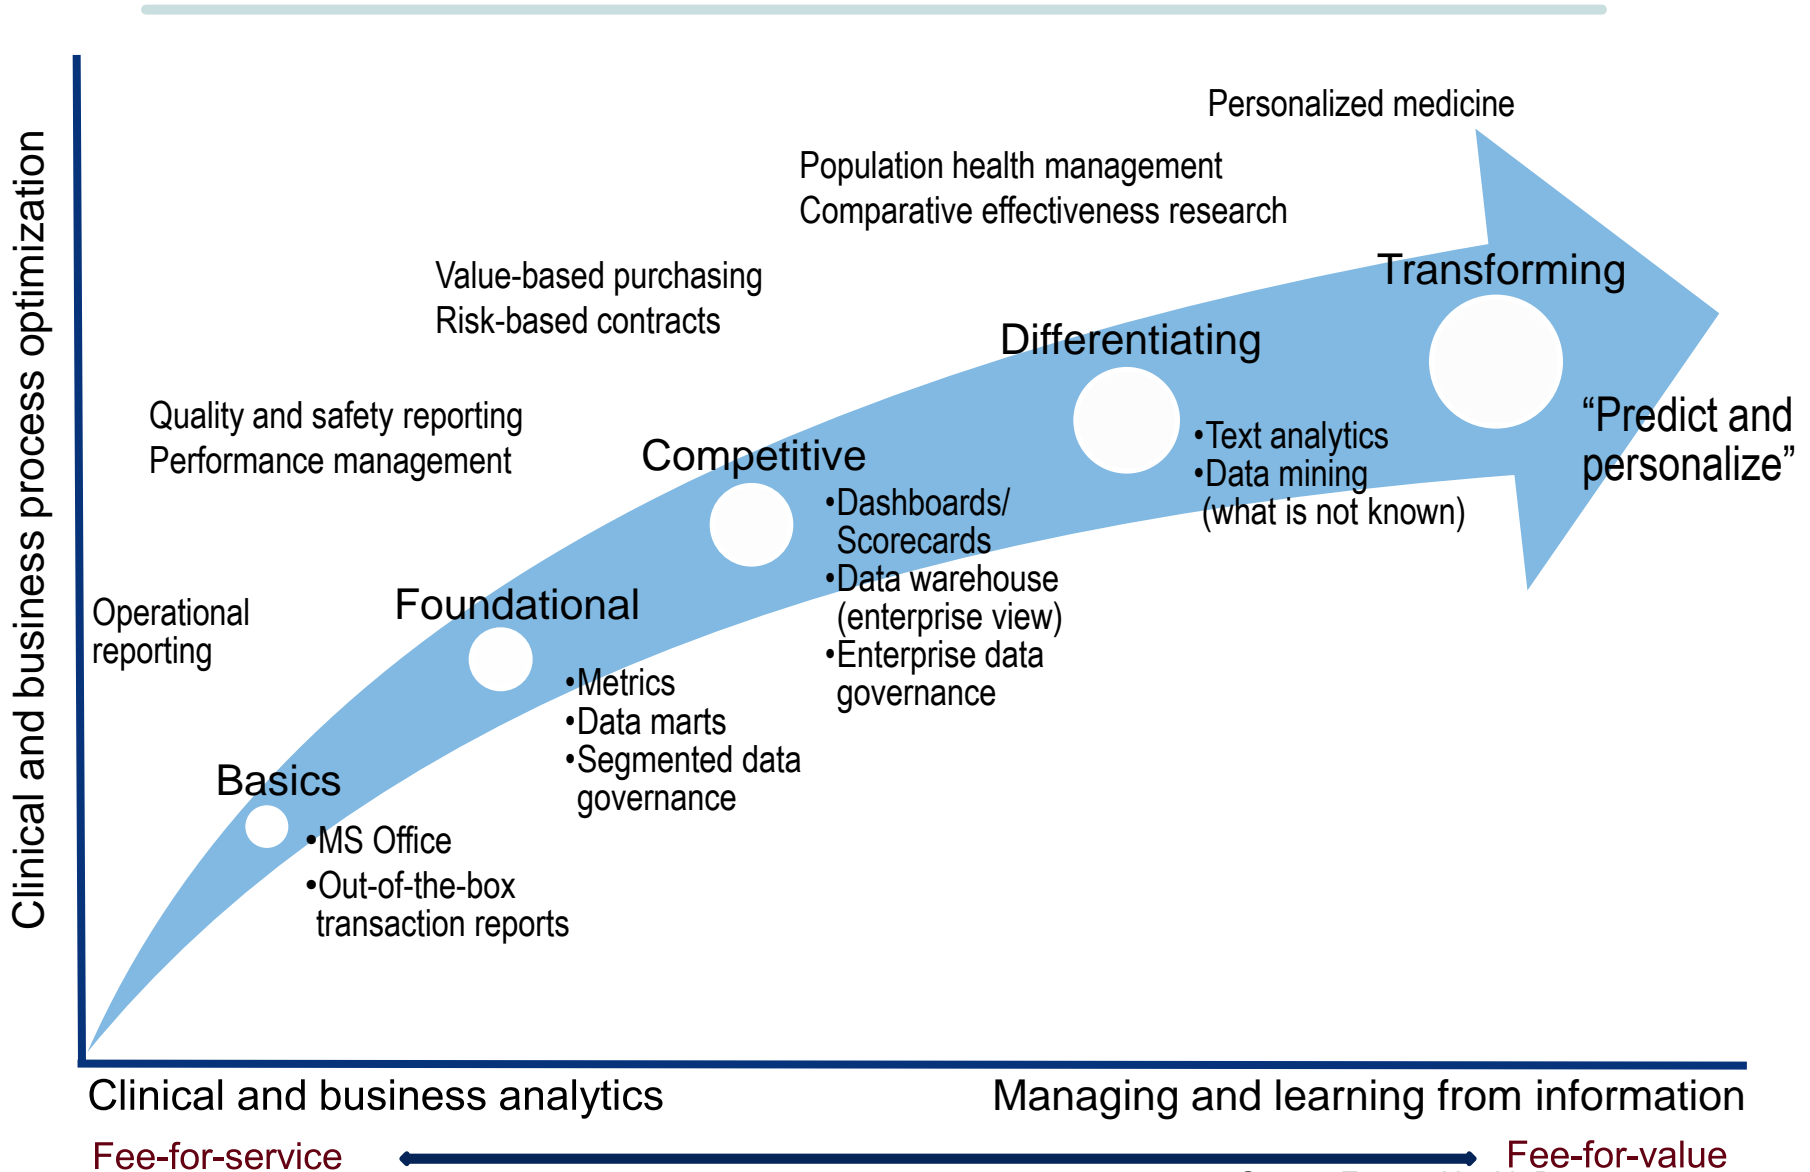 Personalized medicine
Population health management
Comparative effectiveness research
Value-based purchasing
Risk-based contracts
Quality and safety reporting
Performance management
Operational
reporting
Clinical and business process optimization
Transforming
“Predict and
personalize”
Differentiating
•Text analytics
•Data mining
(what is not known)
Competitive
•Dashboards/
Scorecards
•Data warehouse
(enterprise view)
•Enterprise data
governance
Foundational
•Metrics
•Data marts
•Segmented data
governance
Basics
•MS Office
•Out-of-the-box
transaction reports
Clinical and business analytics
Managing and learning from information
Fee-for-service
Fee-for-value